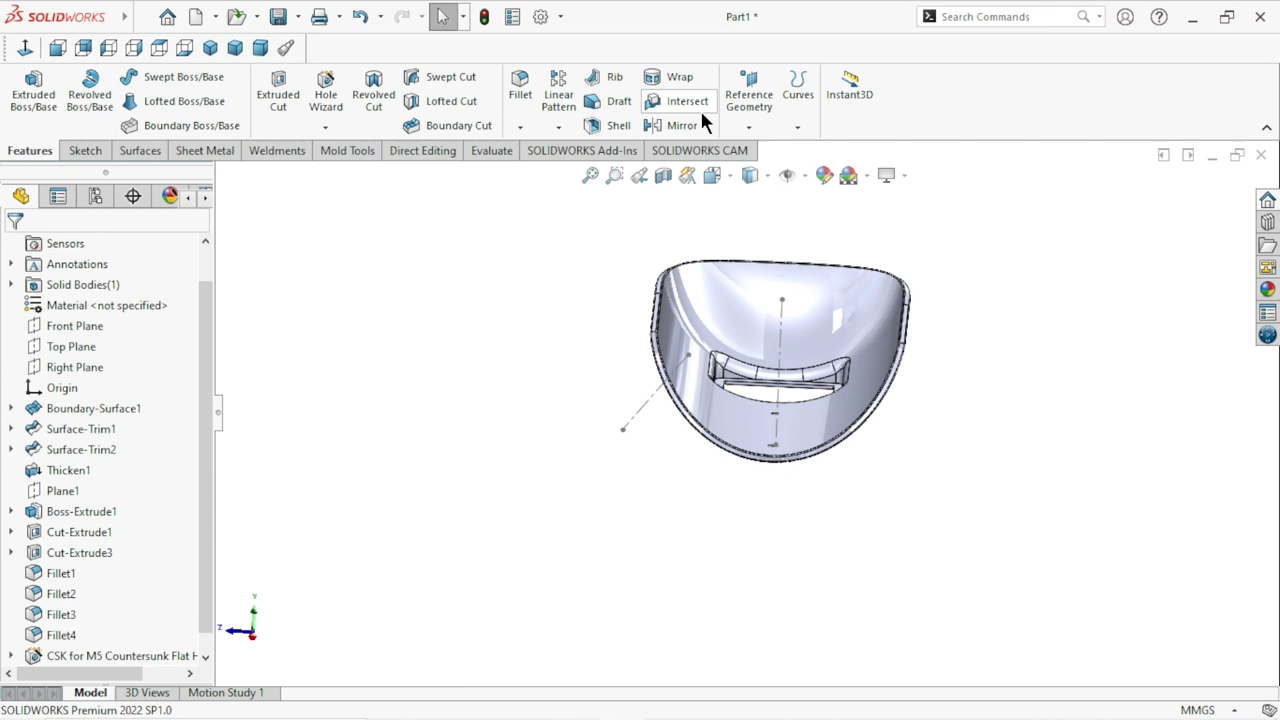 SOLIDWORKS
Part1 *
Search Commands
Extruded Boss/Base
Revolved Boss/Base
Swept Boss/Base
Lofted Boss/Base
Boundary Boss/Base
Extruded Cut
Hole Wizard
Revolved Cut
Swept Cut
Lofted Cut
Boundary Cut
Fillet
Linear Pattern
Rib
Draft
Shell
Wrap
Intersect
Mirror
Reference Geometry
Curves
Instant3D
Features
Sketch
Surfaces
Sheet Metal
Weldments
Mold Tools
Direct Editing
Evaluate
SOLIDWORKS Add-Ins
SOLIDWORKS CAM
Sensors
Annotations
Solid Bodies(1)
Material <not specified>
Front Plane
Top Plane
Right Plane
Origin
Boundary-Surface1
Surface-Trim1
Surface-Trim2
Thicken1
Plane1
Boss-Extrude1
Cut-Extrude1
Cut-Extrude3
Fillet1
Fillet2
Fillet3
Fillet4
CSK for M5 Countersunk Flat H
Y
Z
Model
3D Views
Motion Study 1
SOLIDWORKS Premium 2022 SP1.0
MMGS